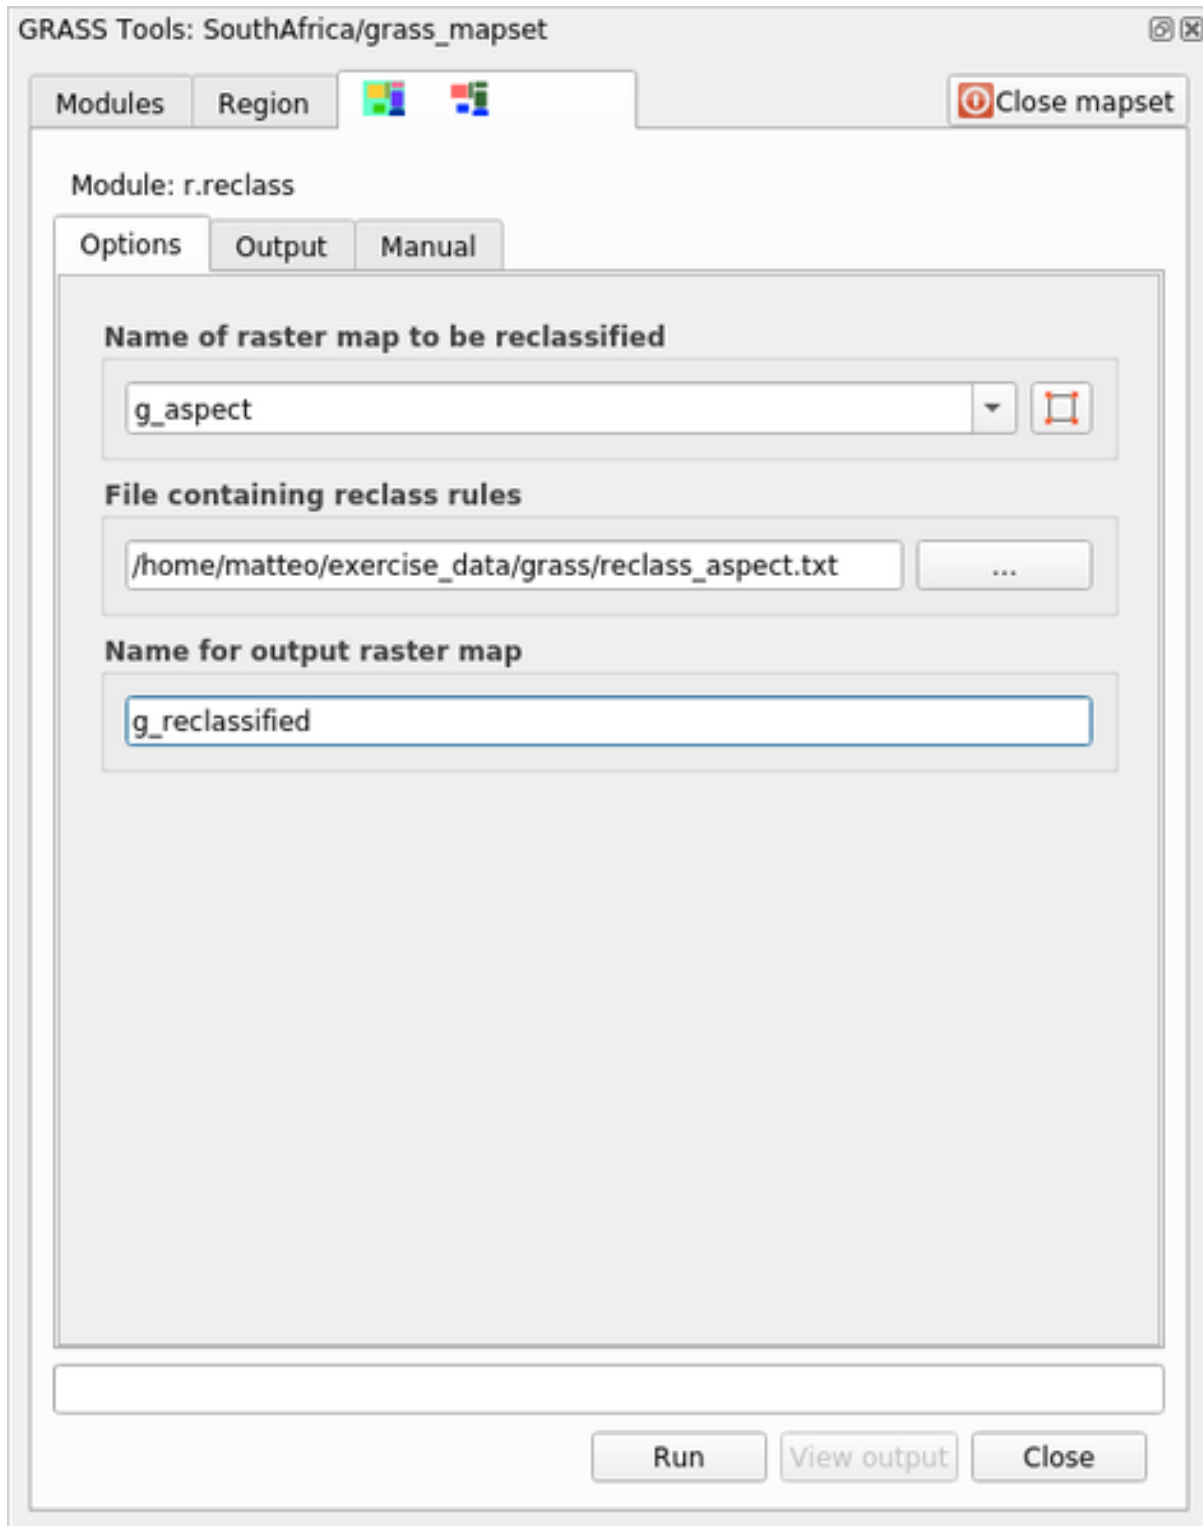 GRASS Tools: SouthAfrica/grass_mapset
Modules Region Close mapset
Module: r.reclass
Options Output Manual
Name of raster map to be reclassified
g_aspect
File containing reclass rules
/home/matteo/exercise_data/grass/reclass_aspect.txt ...
Name for output raster map
g_reclassified
Run View output Close